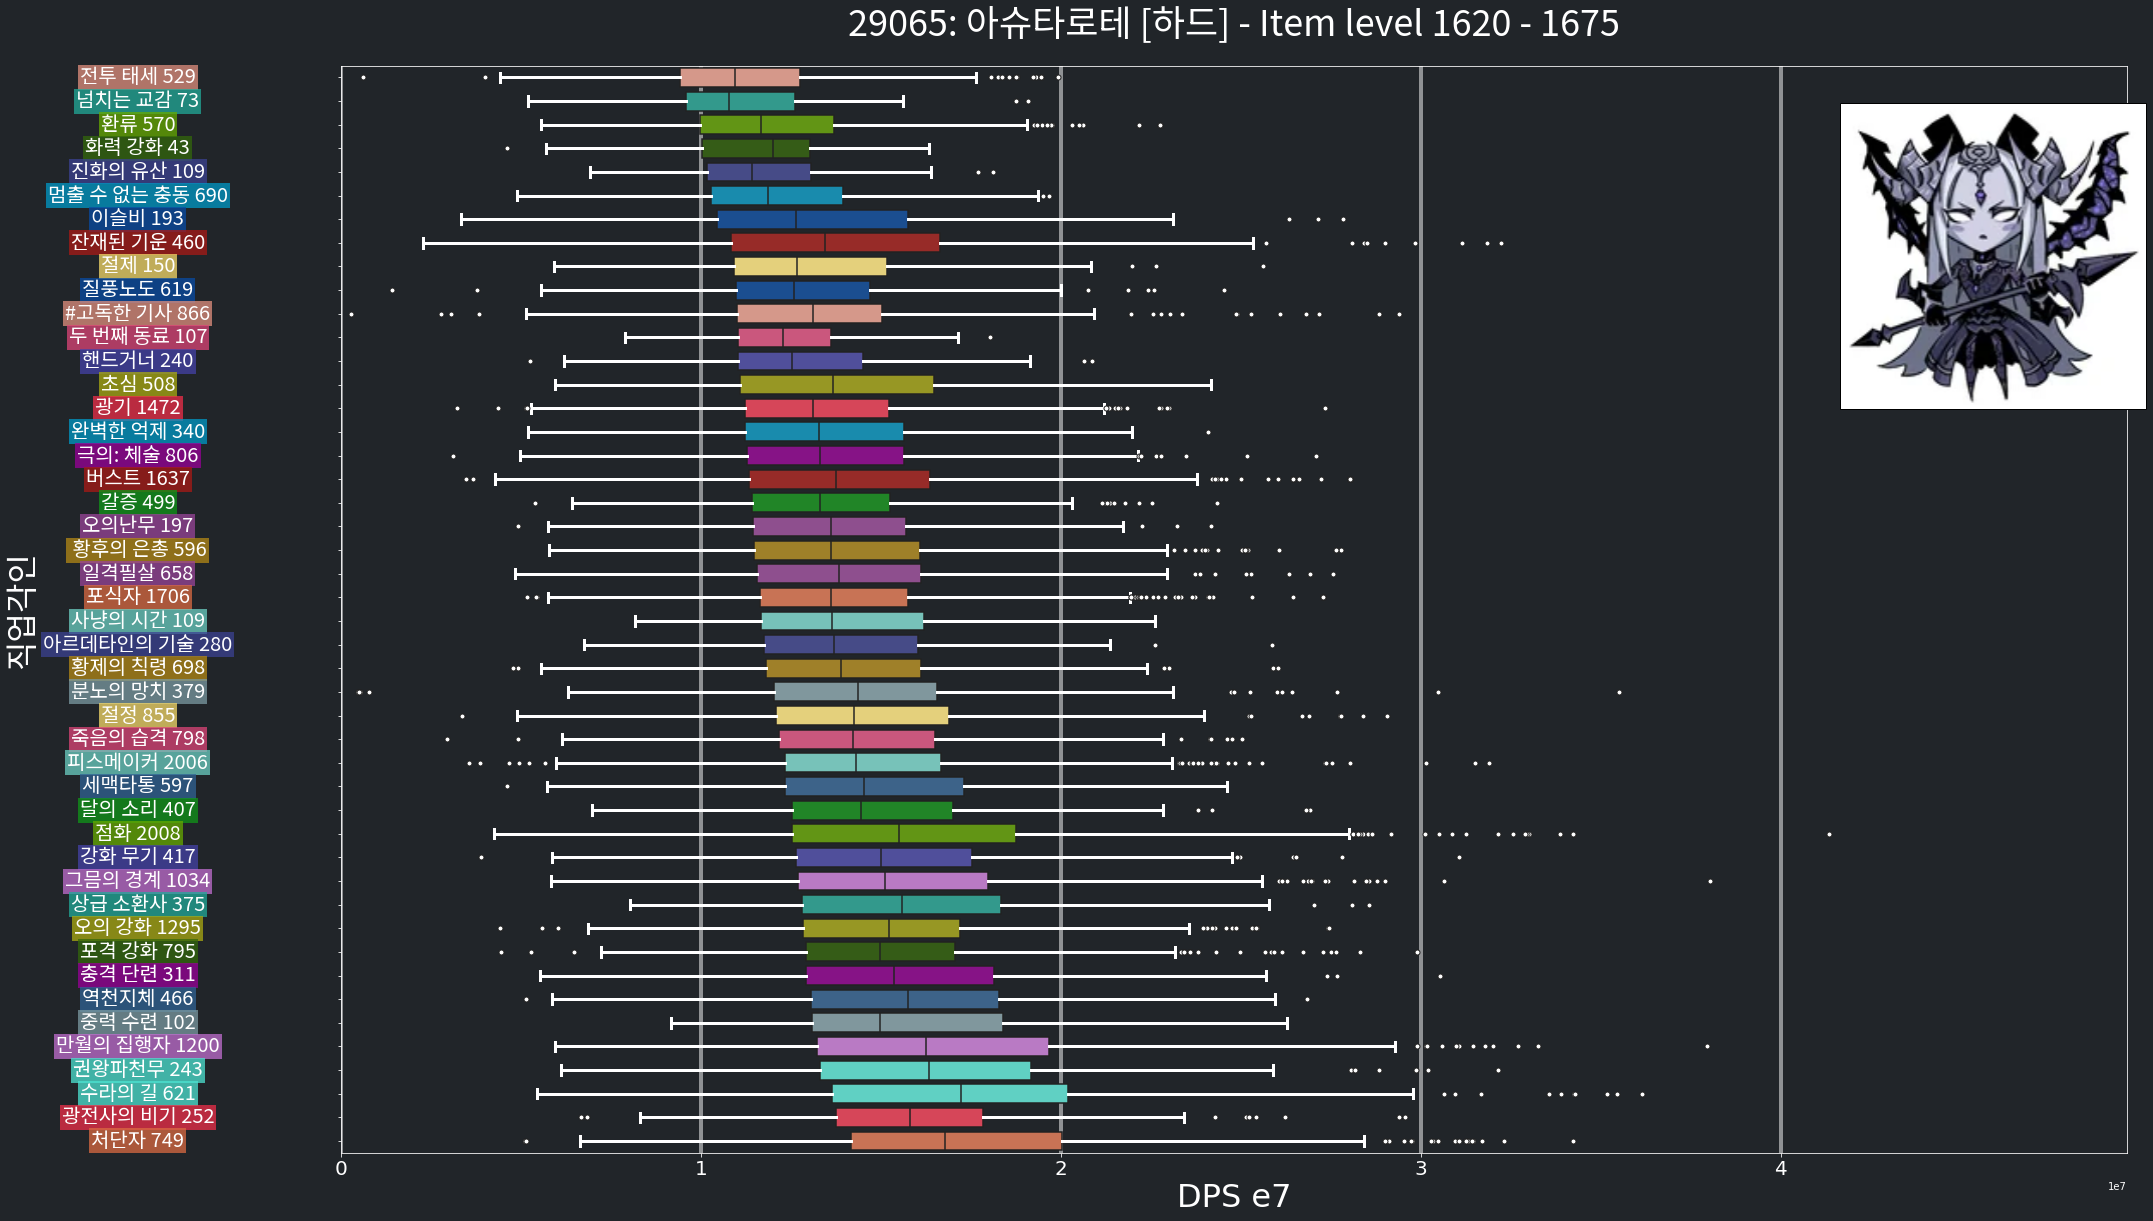 29065: 아슈타로테 [하드] - Item level 1620 - 1675
전투 태세 529
넘치는 교감 73
환류 570
화력 강화 43
진화의 유산 109
멈출 수 없는 충동 690
이슬비 193
잔재된 기운 460
절제 150
질풍노도 619
#고독한 기사 866
두 번째 동료 107
핸드거너 240
초심 508
광기 1472
완벽한 억제 340
극의: 체술 806
버스트 1637
갈증 499
오의난무 197
황후의 은총 596
일격필살 658
포식자 1706
사냥의 시간 109
아르데타인의 기술 280
황제의 칙령 698
분노의 망치 379
절정 855
죽음의 습격 798
피스메이커 2006
세맥타통 597
달의 소리 407
점화 2008
강화 무기 417
그믐의 경계 1034
상급 소환사 375
오의 강화 1295
포격 강화 795
충격 단련 311
역천지체 466
중력 수련 102
만월의 집행자 1200
권왕파천무 243
수라의 길 621
광전사의 비기 252
처단자 749
직업각인
0 1 2 3 4
DPS e7
1e7